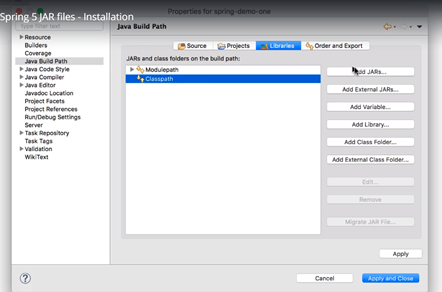 Properties for spring-demo-one
Spring 5 JAR files - Installation
type filter text
Java Build Path
Resource
Builders
Coverage
Java Build Path
Java Code Style
Java Compiler
Java Editor
Javadoc Location
Project Facets
Project References
Run/Debug Settings
Server
Task Repository
Task Tags
Validation
WikiText
Source
Projects
Libraries
Order and Export
JARs and class folders on the build path:
Modulepath
Classpath
Add JARs...
Add External JARs...
Add Variable...
Add Library...
Add Class Folder...
Add External Class Folder...
Edit...
Remove
Migrate JAR File...
Apply
?
Cancel
Apply and Close